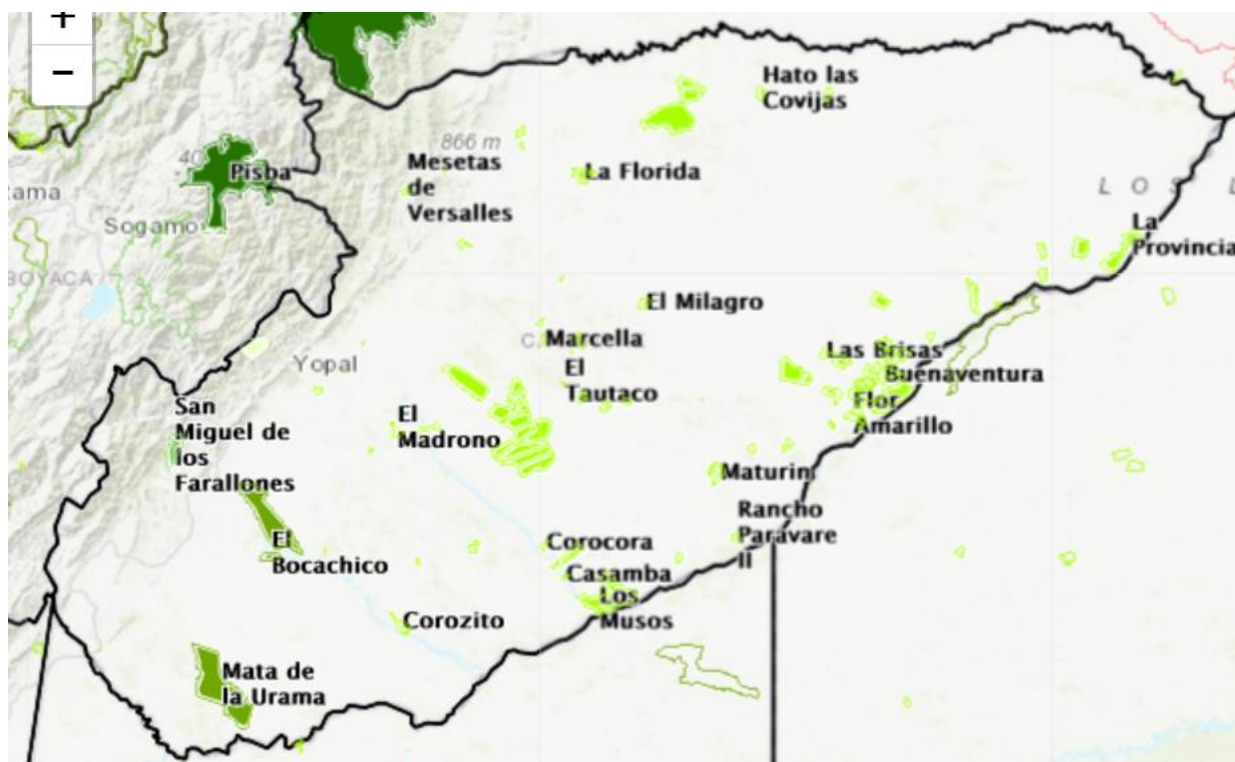 +
−
Hato las
Covijas
866 m
Mesetas
de
Versalles
La Florida
40
Pisba
ama
Sogamo
BOYACA
L O S
La
Provincia
El Milagro
Marcella
El
Tautaco
Las Brisas
Buenaventura
Flor
Amarillo
Yopal
San
Miguel de
los
Farallones
El
Madrono
Maturin
Rancho
Paravare
II
El
Bocachico
Corocora
Casamba
Los
Musos
Corozito
Mata de
la Urama